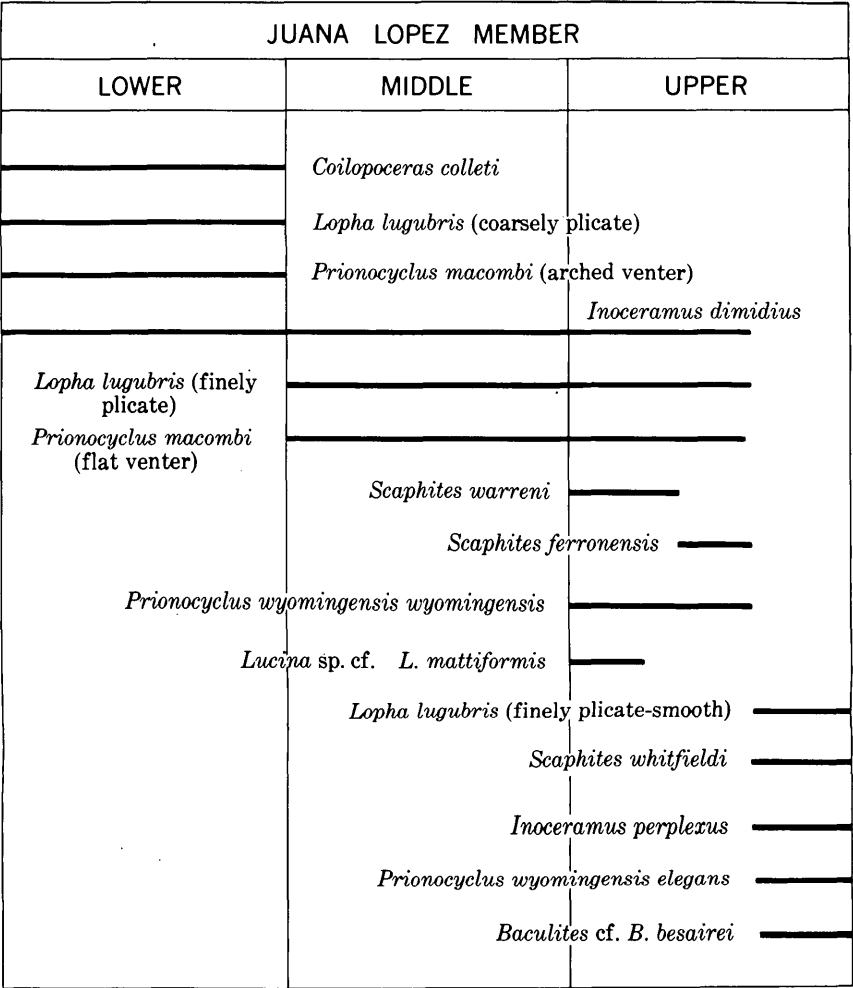 JUANA LOPEZ MEMBER
LOWER MIDDLE UPPER
Coilopoceras colleti
Lopha lugubris (coarsely plicate)
Prionocyclus macombi (arched venter)
Inoceramus dimidius
Lopha lugubris (finely
plicate)
Prionocyclus macombi
(flat venter)
Scaphites warreni
Scaphites ferronensis
Prionocyclus wyomingensis wyomingensis
Lucina sp. cf. L. mattiformis
Lopha lugubris (finely plicate-smooth)
Scaphites whitfieldi
Inoceramus perplexus
Prionocyclus wyomingensis elegans
Baculites cf. B. besairei